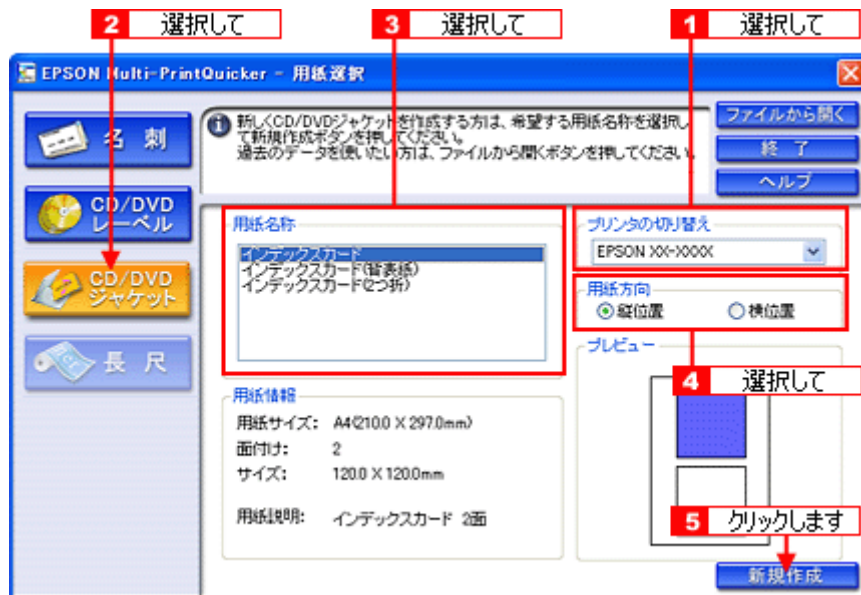 2 選択して
3 選択して
1 選択して
EPSON Multi-PrintQuicker - 用紙選択
名 刺
CD/DVD
レーベル
CD/DVD
ジャケット
長 尺
新しくCD/DVDジャケットを作成する方は、希望する用紙名称を選択し
て新規作成ボタンを押してください。
過去のデータを使いたい方は、ファイルから開くボタンを押してください。
ファイルから開く
終 了
ヘルプ
用紙名称
インデックスカード
インデックスカード(背表紙)
インデックスカード(2つ折)
プリンタの切り替え
EPSON XX-XXXX
用紙方向
縦位置
横位置
プレビュー
4 選択して
用紙情報
用紙サイズ: A4(210.0 X 297.0mm)
面付け: 2
サイズ: 120.0 X 120.0mm
用紙説明: インデックスカード 2面
5 クリックします
新規作成